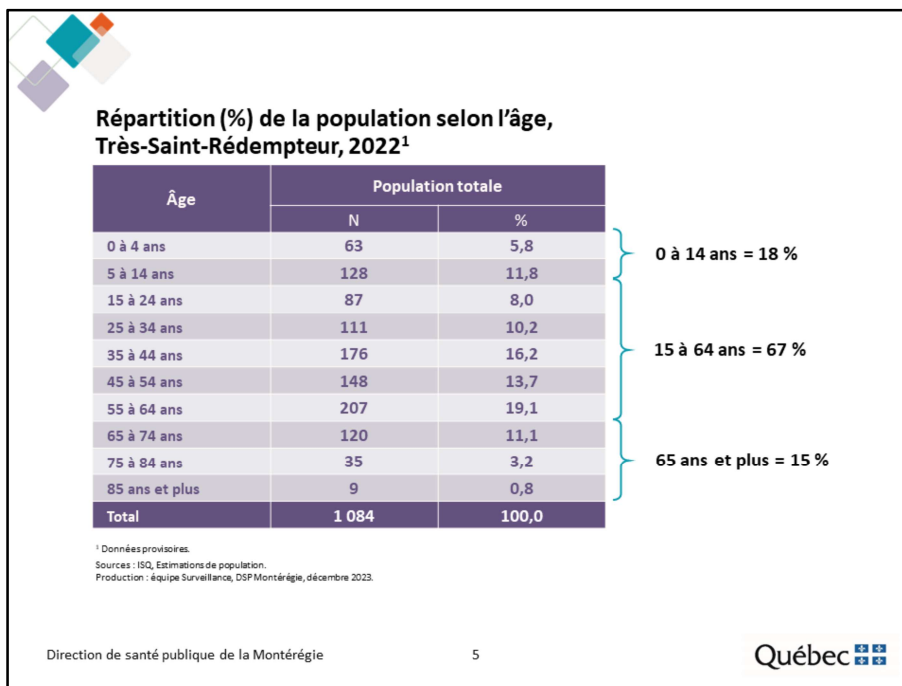 Répartition (%) de la population selon l’âge,
Très-Saint-Rédempteur, 2022¹
Âge
Population totale
N %
0 à 4 ans 63 5,8
5 à 14 ans 128 11,8
15 à 24 ans 87 8,0
25 à 34 ans 111 10,2
35 à 44 ans 176 16,2
45 à 54 ans 148 13,7
55 à 64 ans 207 19,1
65 à 74 ans 120 11,1
75 à 84 ans 35 3,2
85 ans et plus 9 0,8
Total 1 084 100,0
0 à 14 ans = 18 %
15 à 64 ans = 67 %
65 ans et plus = 15 %
¹ Données provisoires.
Sources : ISQ, Estimations de population.
Production : équipe Surveillance, DSP Montérégie, décembre 2023.
Direction de santé publique de la Montérégie
5
Québec